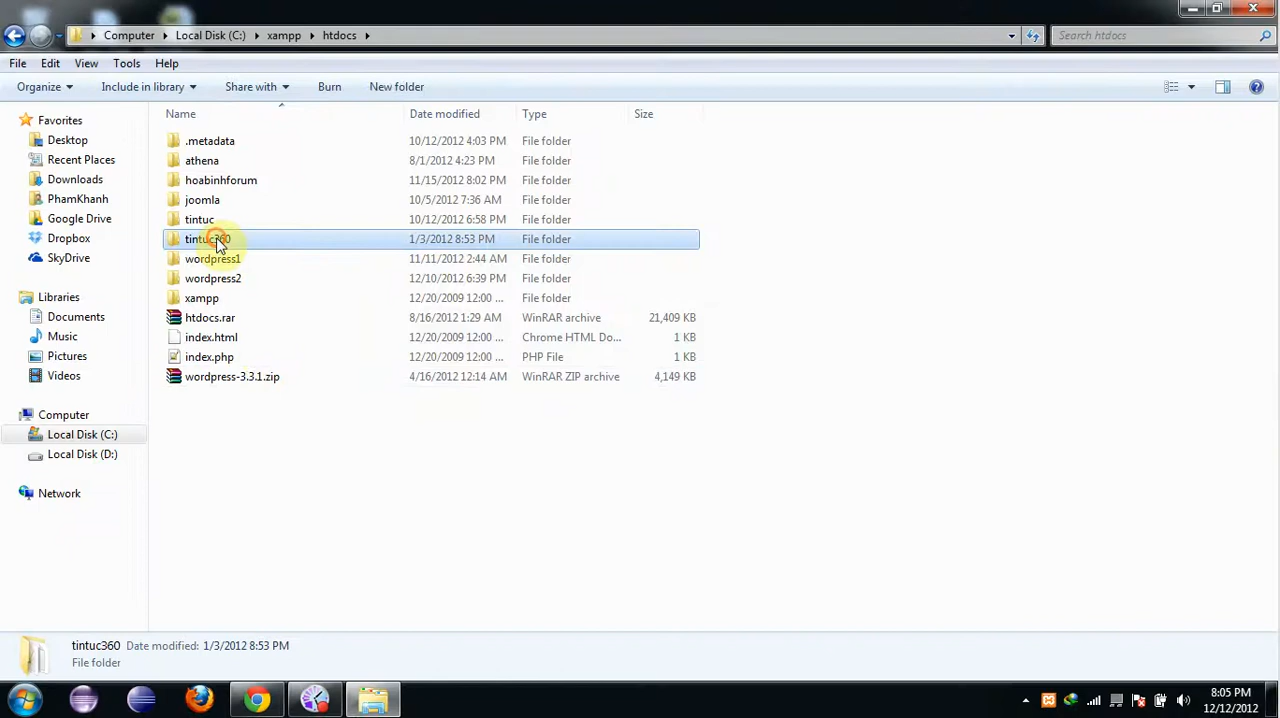 Computer Local Disk (C:) xampp htdocs Search htdocs
File Edit View Tools Help
Organize Include in library Share with Burn New folder
Name Date modified Type Size
Favorites
Desktop
Recent Places
Downloads
PhamKhanh
Google Drive
Dropbox
SkyDrive
Libraries
Documents
Music
Pictures
Videos
Computer
Local Disk (C:)
Local Disk (D:)
Network
.metadata 10/12/2012 4:03 PM File folder
athena 8/1/2012 4:23 PM File folder
hoabinhforum 11/15/2012 8:02 PM File folder
joomla 10/5/2012 7:36 AM File folder
tintuc 10/12/2012 6:58 PM File folder
tintuc360 1/3/2012 8:53 PM File folder
wordpress1 11/11/2012 2:44 AM File folder
wordpress2 12/10/2012 6:39 PM File folder
xampp 12/20/2009 12:00 ... File folder
htdocs.rar 8/16/2012 1:29 AM WinRAR archive 21,409 KB
index.html 12/20/2009 12:00 ... Chrome HTML Do... 1 KB
index.php 12/20/2009 12:00 ... PHP File 1 KB
wordpress-3.3.1.zip 4/16/2012 12:14 AM WinRAR ZIP archive 4,149 KB
tintuc360 Date modified: 1/3/2012 8:53 PM
File folder
8:05 PM
12/12/2012